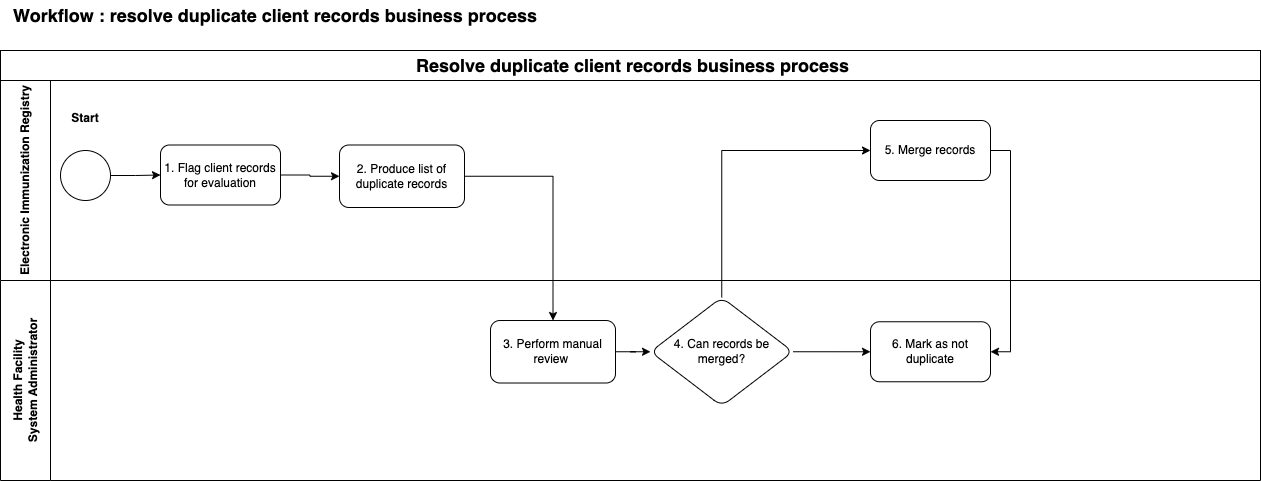 Workflow : resolve duplicate client records business process
Resolve duplicate client records business process
Electronic Immunization Registry
Start
1. Flag client records
for evaluation
2. Produce list of
duplicate records
5. Merge records
Health Facility
System Administrator
3. Perform manual
review
4. Can records be
merged?
6. Mark as not
duplicate